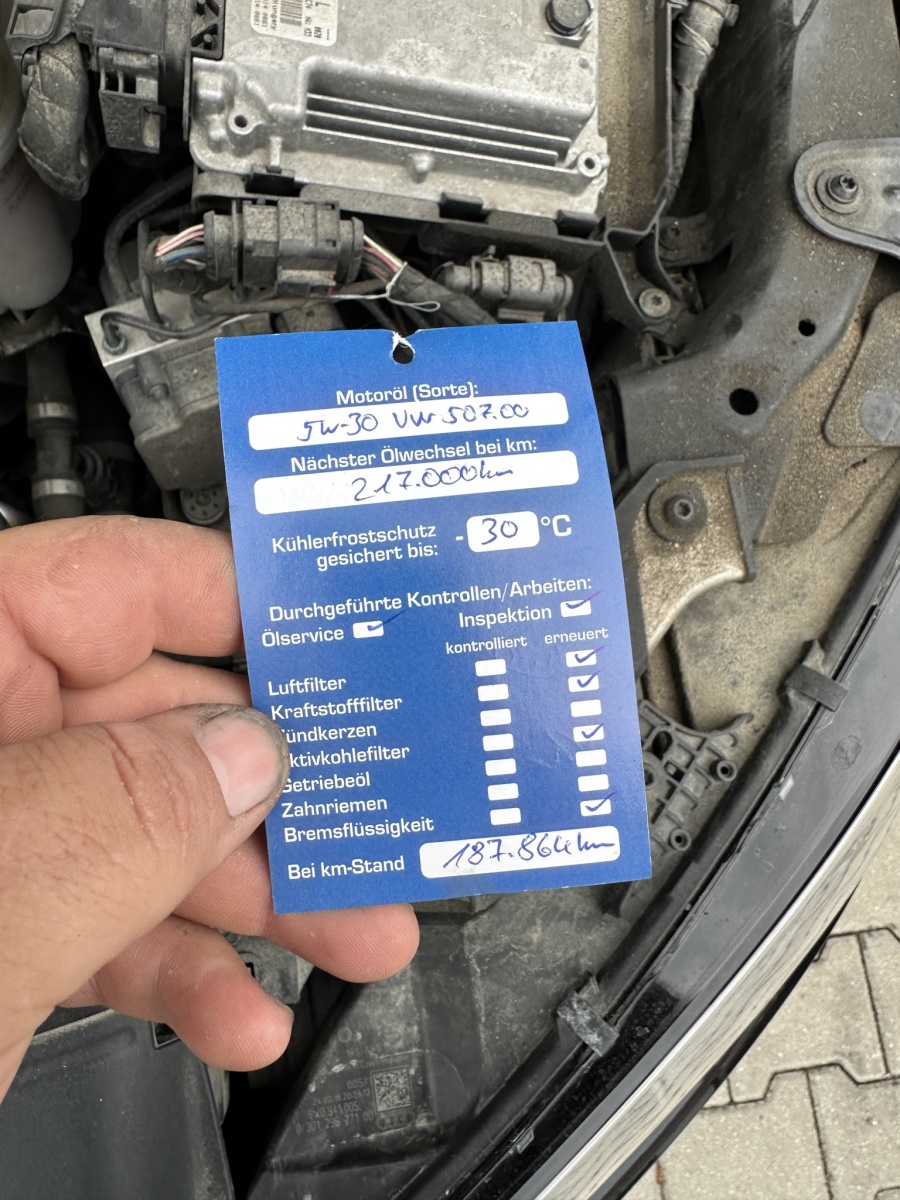 Motoröl (Sorte):
5W-30 VW 507.00
Nächster Ölwechsel bei km:
217.000km
Kühlerfrostschutz
gesichert bis: -30 °C
Durchgeführte Kontrollen/Arbeiten:
Ölservice Inspektion
kontrolliert erneuert
Luftfilter
Kraftstofffilter
ündkerzen
ktivkohlefilter
Getriebeöl
Zahnriemen
Bremsflüssigkeit
Bei km-Stand 187.864km